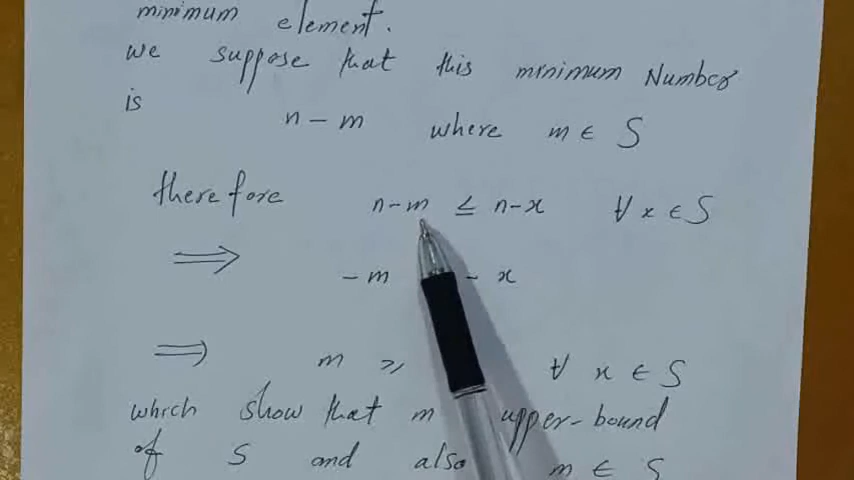 minimum element.
we suppose that this minimum Number
is
n - m where m ∈ S
therefore n-m ≤ n-x ∀ x ∈ S
⟹ -m - x
⟹ m ⩾ ∀ x ∈ S
which show that m upper-bound
of S and also m ∈ S